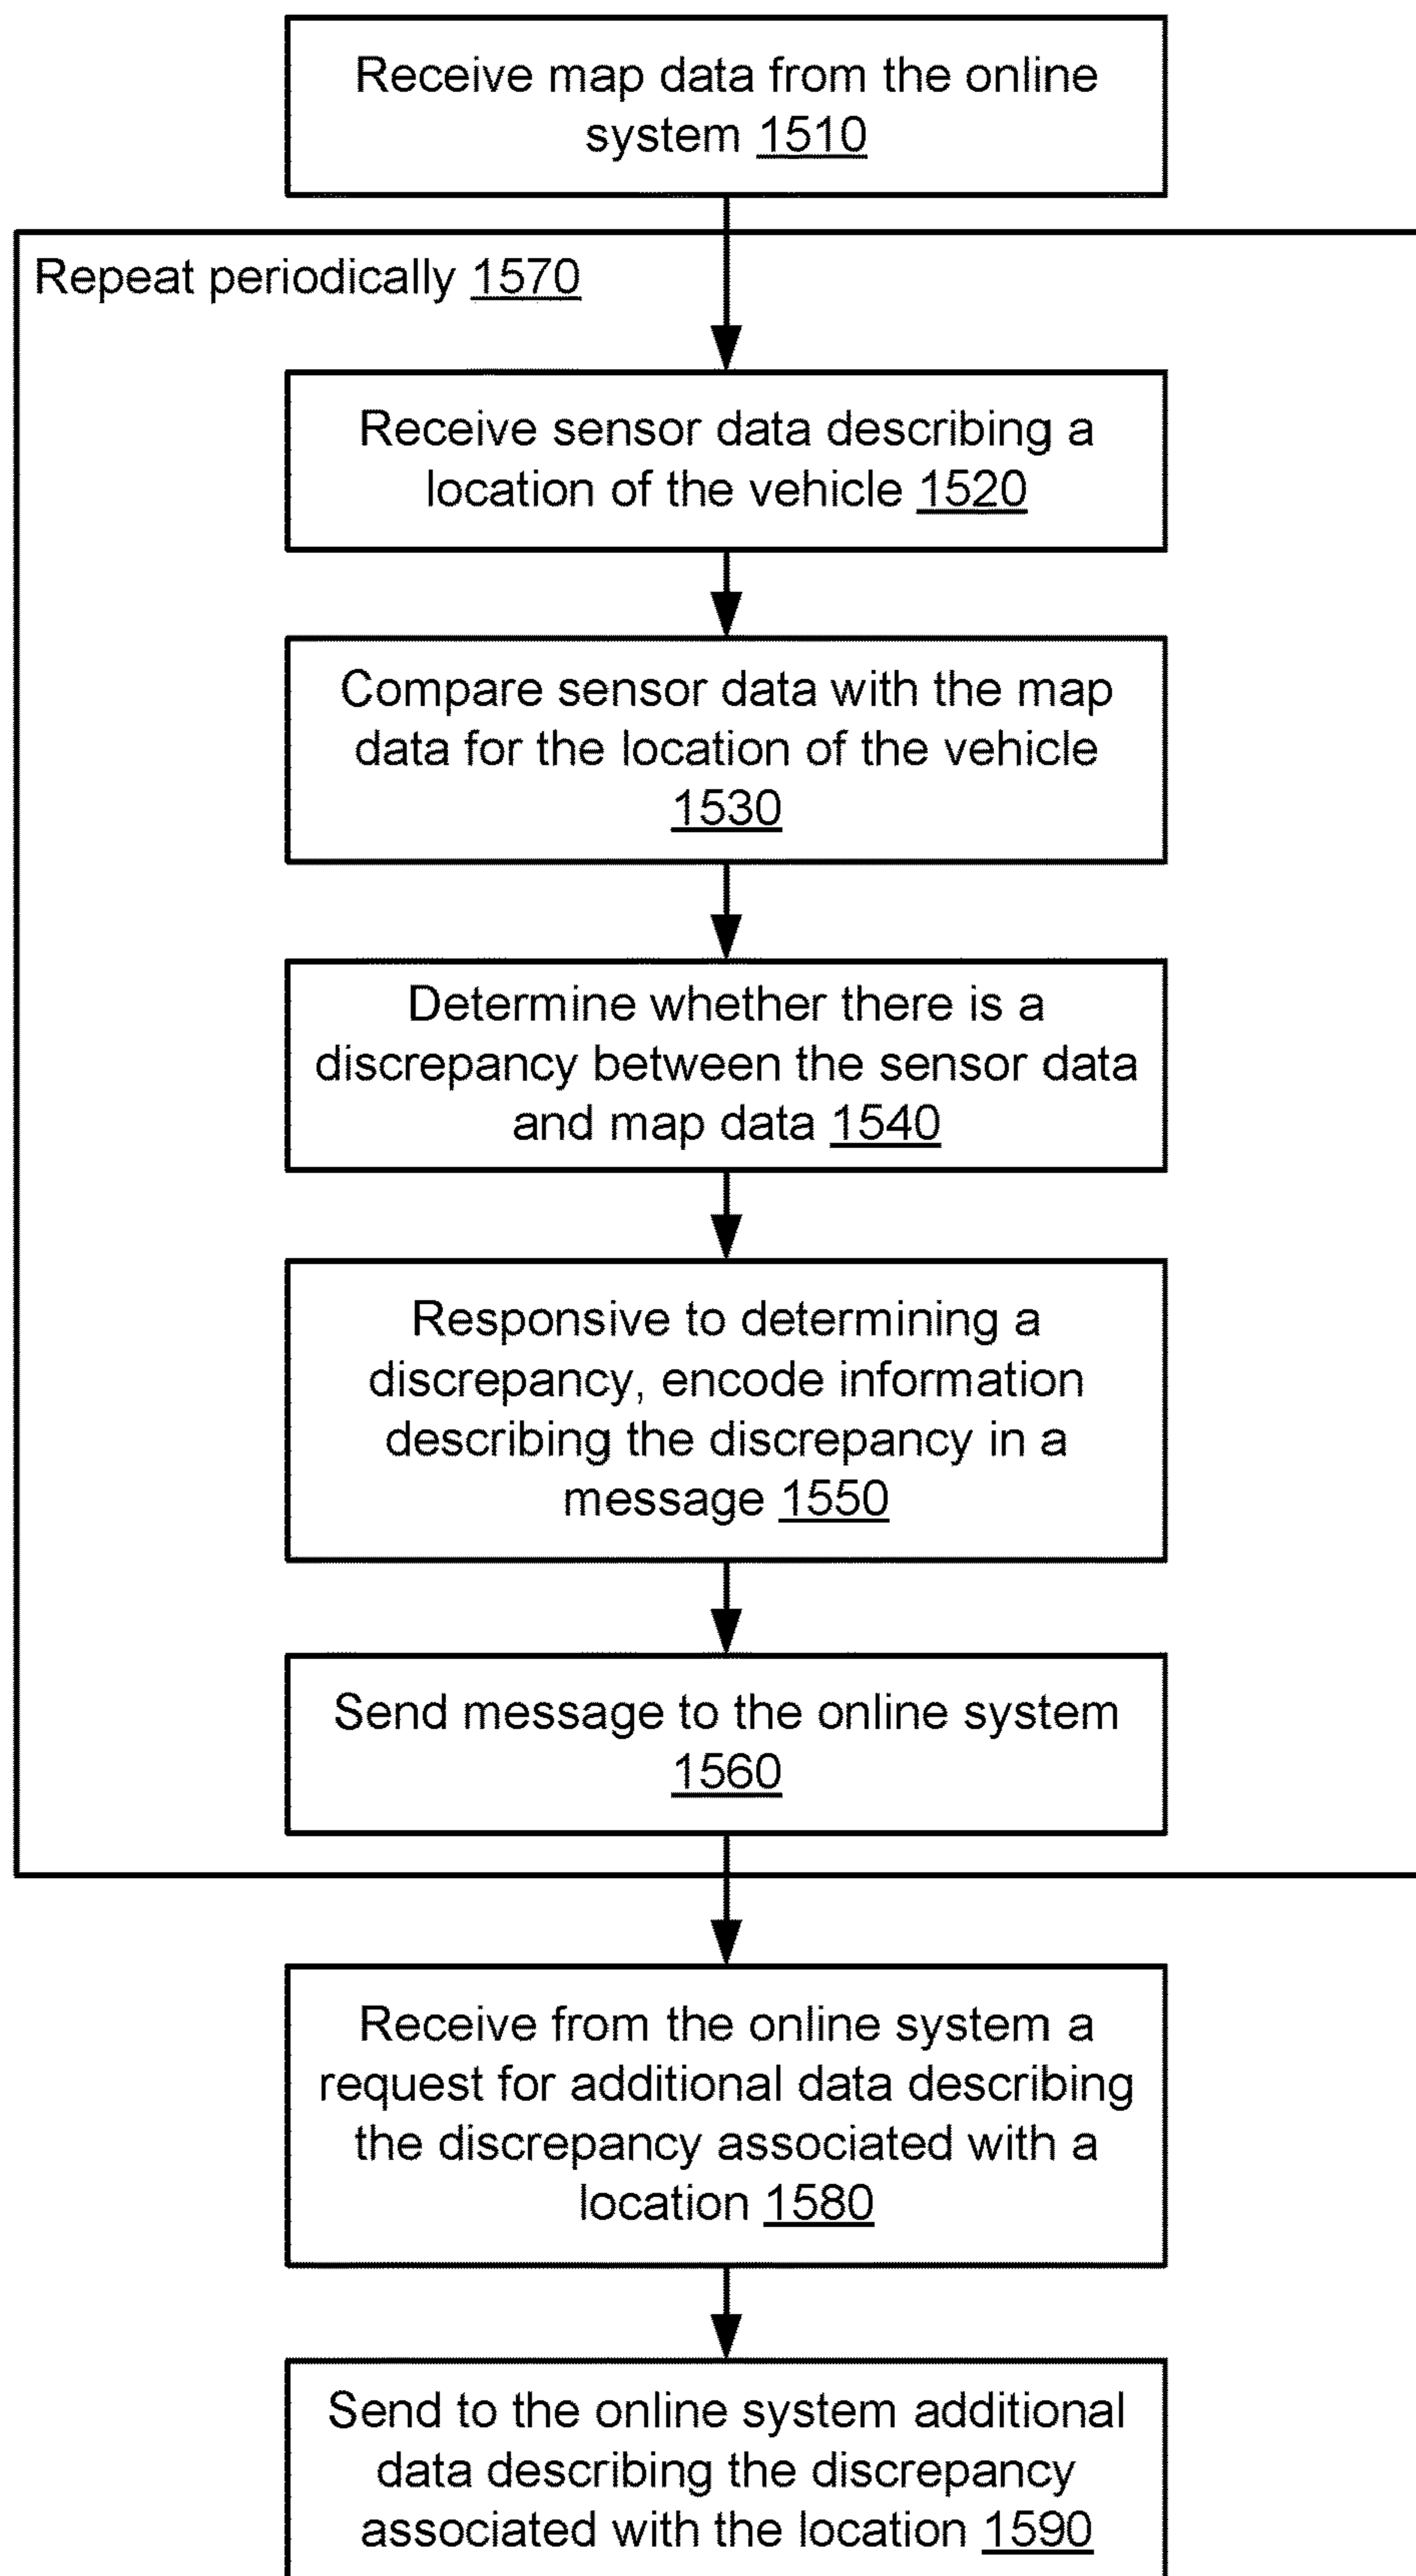 Receive map data from the online
system 1510
Repeat periodically 1570
Receive sensor data describing a
location of the vehicle 1520
Compare sensor data with the map
data for the location of the vehicle
1530
Determine whether there is a
discrepancy between the sensor data
and map data 1540
Responsive to determining a
discrepancy, encode information
describing the discrepancy in a
message 1550
Send message to the online system
1560
Receive from the online system a
request for additional data describing
the discrepancy associated with a
location 1580
Send to the online system additional
data describing the discrepancy
associated with the location 1590